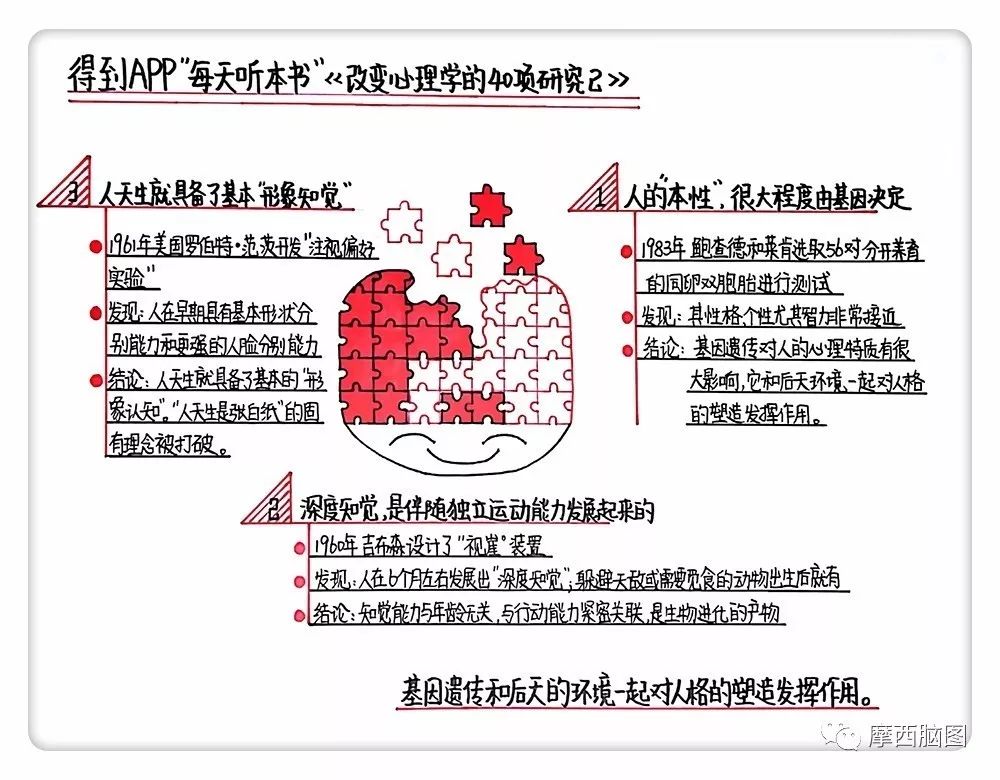 得到APP“每天听本书”《改变心理学的40项研究2》
1 人的“本性”,很大程度由基因决定
1983年 鲍查德和莱肯选取56对分开养育
的同卵双胞胎进行测试
发现:其性格、个性尤其智力非常接近
结论:基因遗传对人的心理特质有很
大影响,它和后天环境一起对人格
的塑造发挥作用。
2 深度知觉,是伴随独立运动能力发展起来的
1960年 吉布森设计了“视崖”装置
发现:人在6个月左右发展出“深度知觉”;躲避天敌或需要觅食的动物出生后就有
结论:知觉能力与年龄无关,与行动能力紧密关联,是生物进化的产物
3 人天生就具备了基本“形象知觉”
1961年美国罗伯特·范茨开发“注视偏好
实验”
发现:人在早期具有基本形状分
别能力和更强的人脸分别能力
结论:人天生就具备了基本的“形
象认知”。“人天生是张白纸”的固
有理念被打破。
基因遗传和后天的环境一起对人格的塑造发挥作用。
摩西脑图